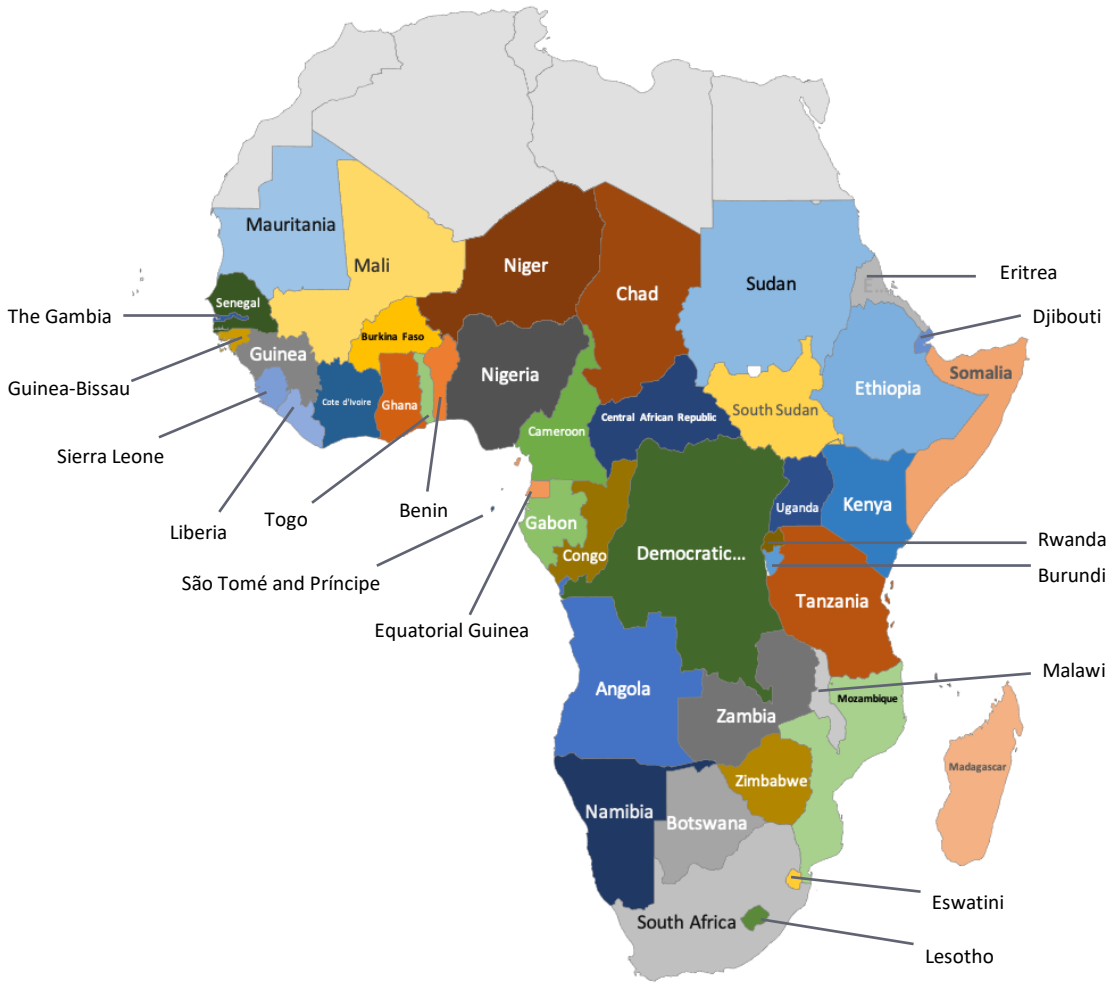 Mauritania
Mali
Niger
Chad
Sudan
Eritrea
Senegal
The Gambia
Djibouti
Burkina Faso
Guinea
Nigeria
Ethiopia
Somalia
Guinea-Bissau
Cote d'Ivoire
Ghana
South Sudan
Central African Republic
Cameroon
Sierra Leone
Liberia
Togo
Benin
Uganda
Kenya
Gabon
Congo
Democratic...
Rwanda
Burundi
São Tomé and Príncipe
Tanzania
Equatorial Guinea
Malawi
Angola
Mozambique
Zambia
Madagascar
Zimbabwe
Namibia
Botswana
Eswatini
South Africa
Lesotho